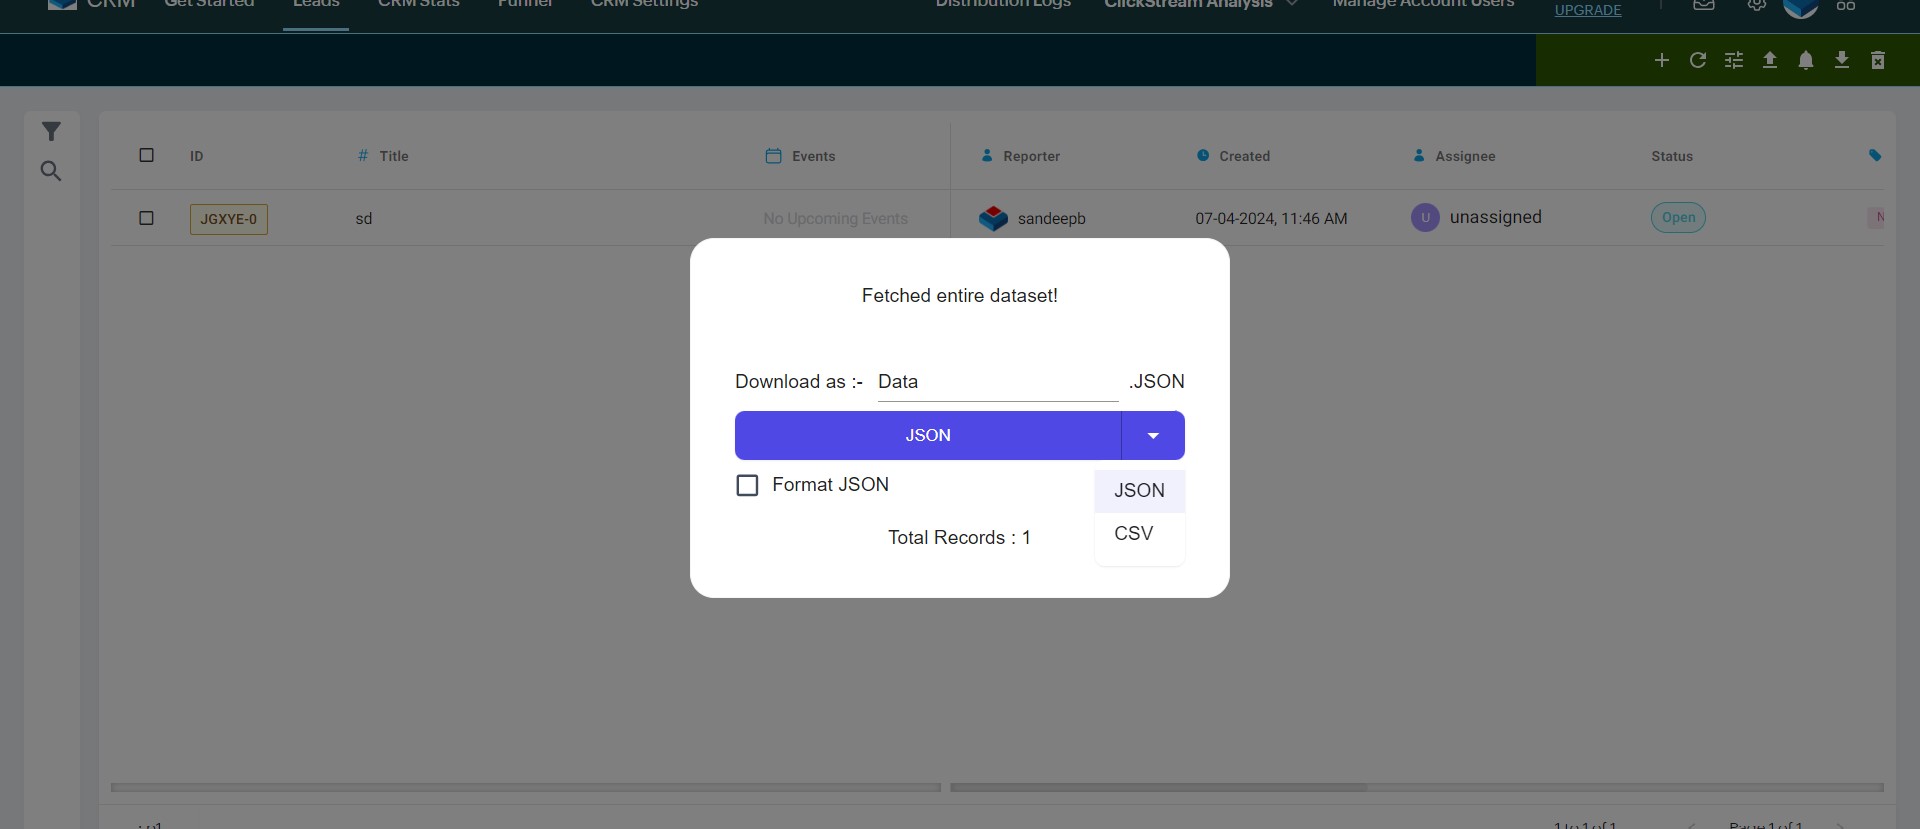 CRM Get Started Leads CRM Stats Funnel CRM Settings Distribution Logs ClickStream Analysis Manage Account Users UPGRADE
ID # Title Events Reporter Created Assignee Status
JGXYE-0 sd No Upcoming Events sandeepb 07-04-2024, 11:46 AM U unassigned Open N
Fetched entire dataset!
Download as :- Data .JSON
JSON
Format JSON
JSON
CSV
Total Records : 1
1 to 1 of 1 Page 1 of 1